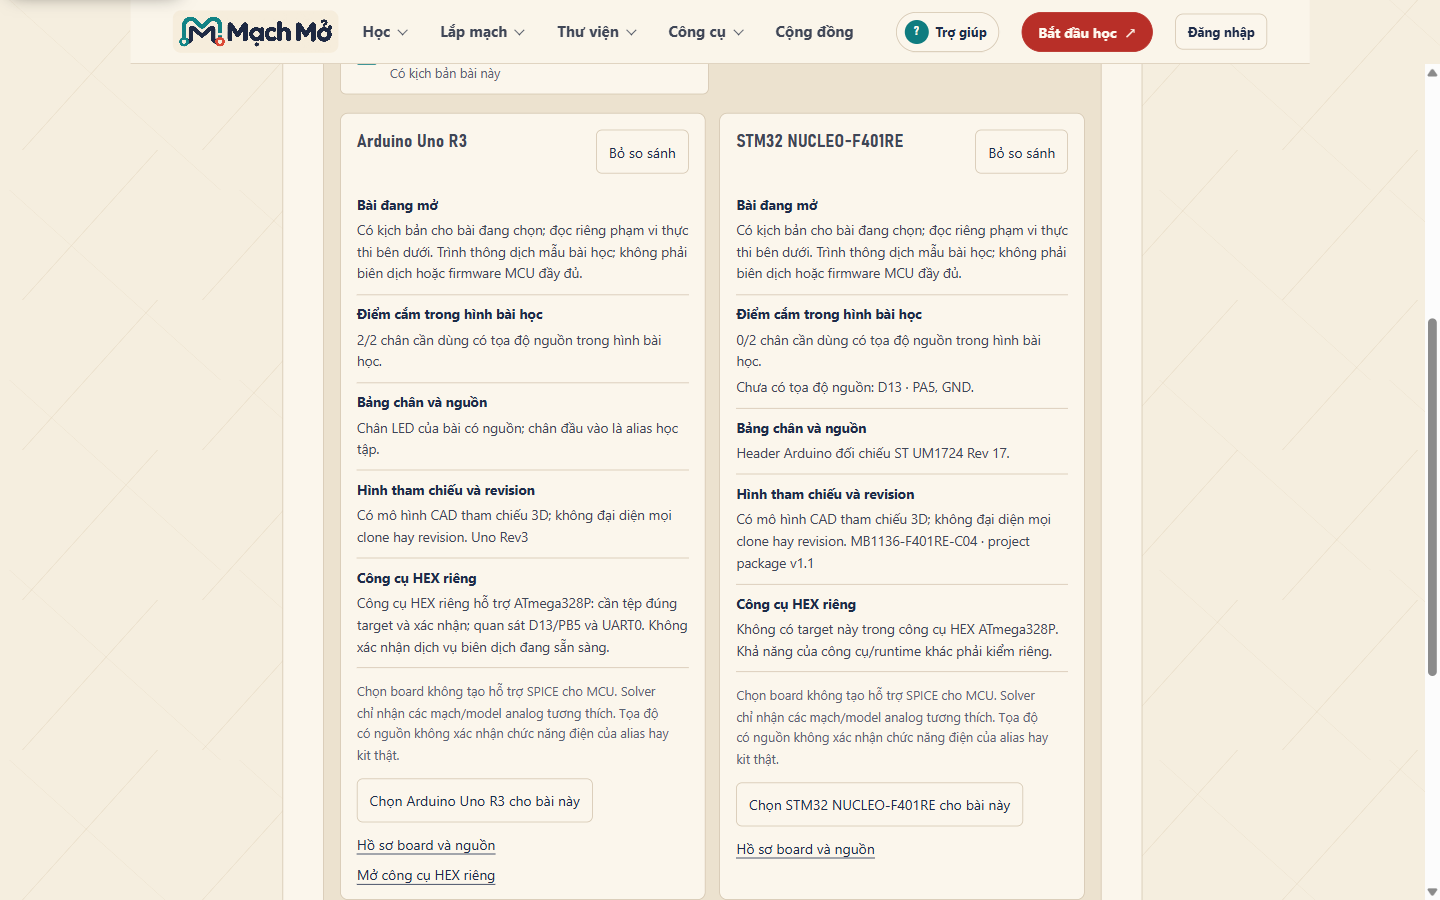 Mạch Mở
Học
Lắp mạch
Thư viện
Công cụ
Cộng đồng
? Trợ giúp
Bắt đầu học ↗
Đăng nhập
Có kịch bản bài này
Arduino Uno R3
Bỏ so sánh
Bài đang mở
Có kịch bản cho bài đang chọn; đọc riêng phạm vi thực
thi bên dưới. Trình thông dịch mẫu bài học; không phải
biên dịch hoặc firmware MCU đầy đủ.
Điểm cắm trong hình bài học
2/2 chân cần dùng có tọa độ nguồn trong hình bài
học.
Bảng chân và nguồn
Chân LED của bài có nguồn; chân đầu vào là alias học
tập.
Hình tham chiếu và revision
Có mô hình CAD tham chiếu 3D; không đại diện mọi
clone hay revision. Uno Rev3
Công cụ HEX riêng
Công cụ HEX riêng hỗ trợ ATmega328P: cần tệp đúng
target và xác nhận; quan sát D13/PB5 và UART0. Không
xác nhận dịch vụ biên dịch đang sẵn sàng.
Chọn board không tạo hỗ trợ SPICE cho MCU. Solver
chỉ nhận các mạch/model analog tương thích. Tọa độ
có nguồn không xác nhận chức năng điện của alias hay
kit thật.
Chọn Arduino Uno R3 cho bài này
Hồ sơ board và nguồn
Mở công cụ HEX riêng
STM32 NUCLEO-F401RE
Bỏ so sánh
Bài đang mở
Có kịch bản cho bài đang chọn; đọc riêng phạm vi thực
thi bên dưới. Trình thông dịch mẫu bài học; không phải
biên dịch hoặc firmware MCU đầy đủ.
Điểm cắm trong hình bài học
0/2 chân cần dùng có tọa độ nguồn trong hình bài
học.
Chưa có tọa độ nguồn: D13 · PA5, GND.
Bảng chân và nguồn
Header Arduino đối chiếu ST UM1724 Rev 17.
Hình tham chiếu và revision
Có mô hình CAD tham chiếu 3D; không đại diện mọi
clone hay revision. MB1136-F401RE-C04 · project
package v1.1
Công cụ HEX riêng
Không có target này trong công cụ HEX ATmega328P.
Khả năng của công cụ/runtime khác phải kiểm riêng.
Chọn board không tạo hỗ trợ SPICE cho MCU. Solver
chỉ nhận các mạch/model analog tương thích. Tọa độ
có nguồn không xác nhận chức năng điện của alias hay
kit thật.
Chọn STM32 NUCLEO-F401RE cho bài này
Hồ sơ board và nguồn